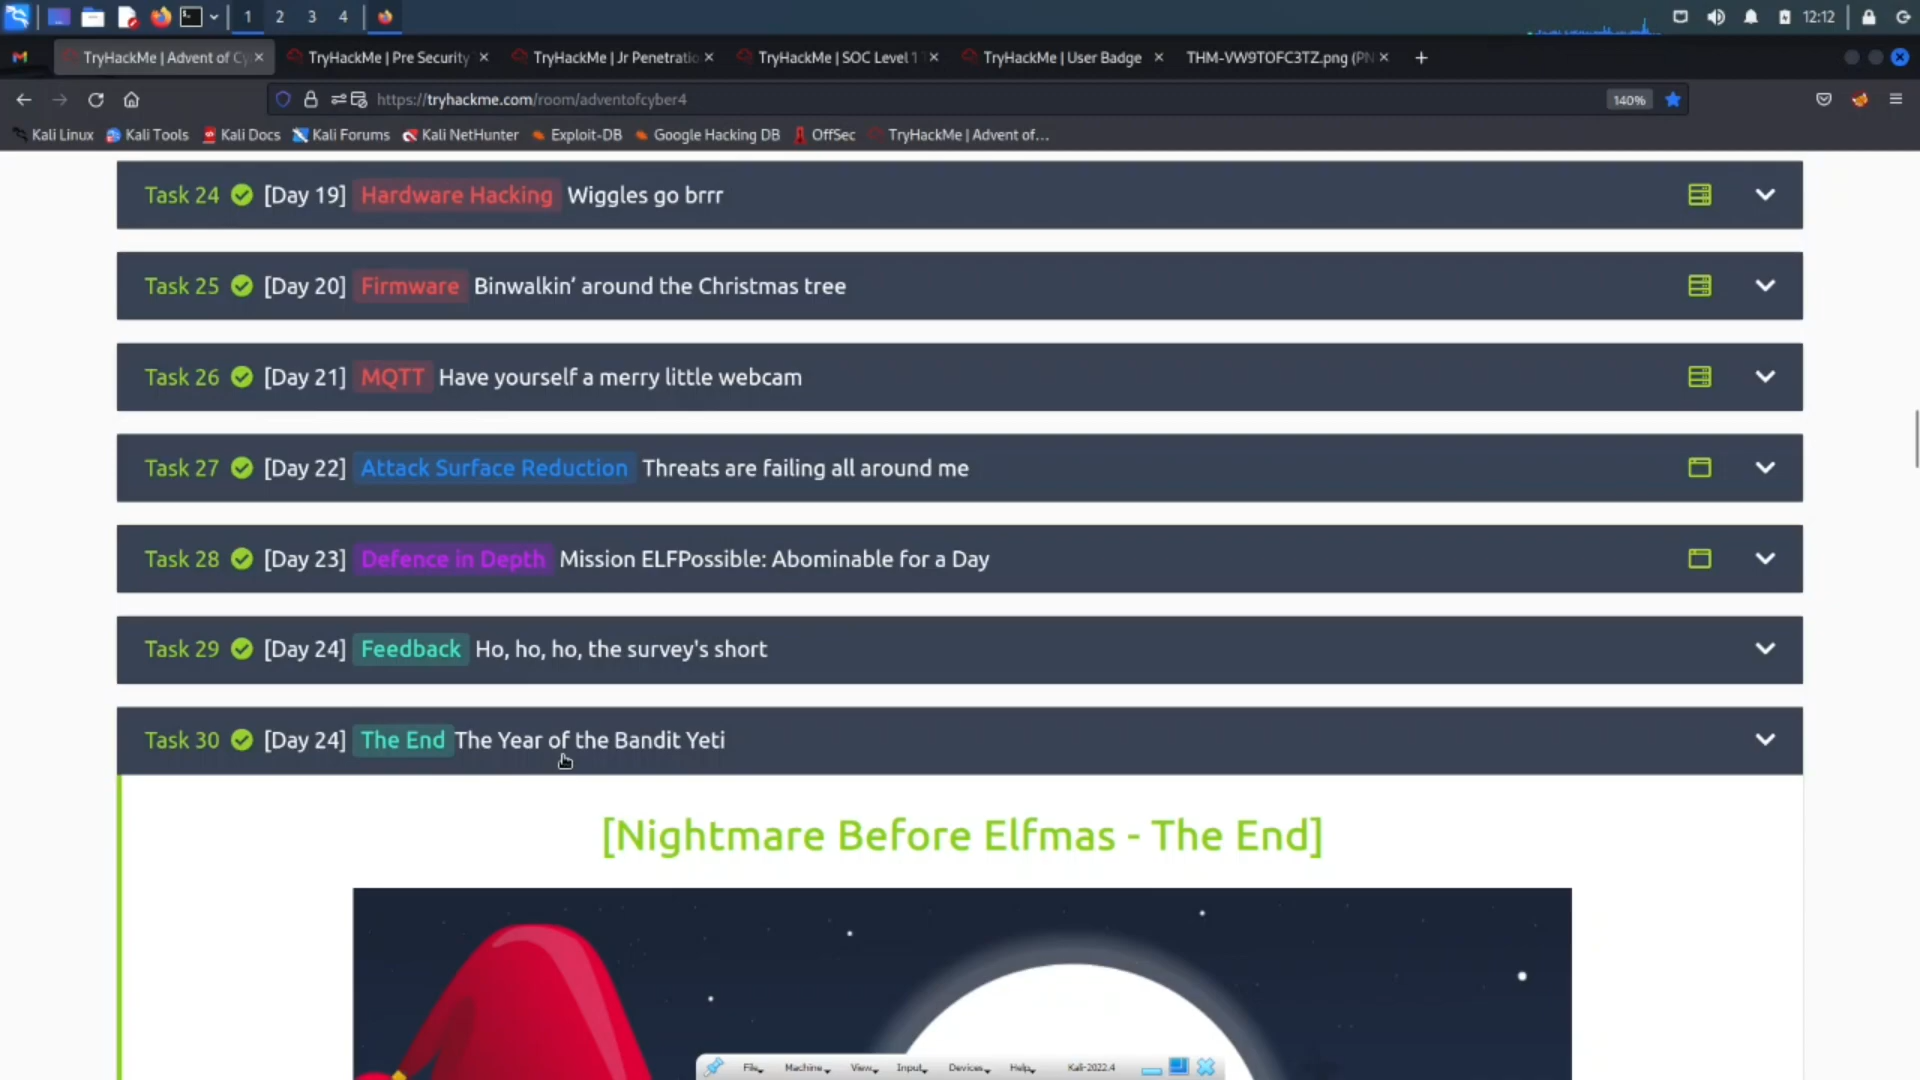 1 2 3 4 12:12
TryHackMe | Advent of Cy TryHackMe | Pre Security TryHackMe | Jr Penetratio TryHackMe | SOC Level 1 T TryHackMe | User Badge THM-VW9TOFC3TZ.png (PN
https://tryhackme.com/room/adventofcyber4 140%
Kali Linux Kali Tools Kali Docs Kali Forums Kali NetHunter Exploit-DB Google Hacking DB OffSec TryHackMe | Advent of...
Task 24 [Day 19] Hardware Hacking Wiggles go brrr
Task 25 [Day 20] Firmware Binwalkin’ around the Christmas tree
Task 26 [Day 21] MQTT Have yourself a merry little webcam
Task 27 [Day 22] Attack Surface Reduction Threats are failing all around me
Task 28 [Day 23] Defence in Depth Mission ELFPossible: Abominable for a Day
Task 29 [Day 24] Feedback Ho, ho, ho, the survey's short
Task 30 [Day 24] The End The Year of the Bandit Yeti
[Nightmare Before Elfmas - The End]
File Machine View Input Devices Help Kali-2022.4